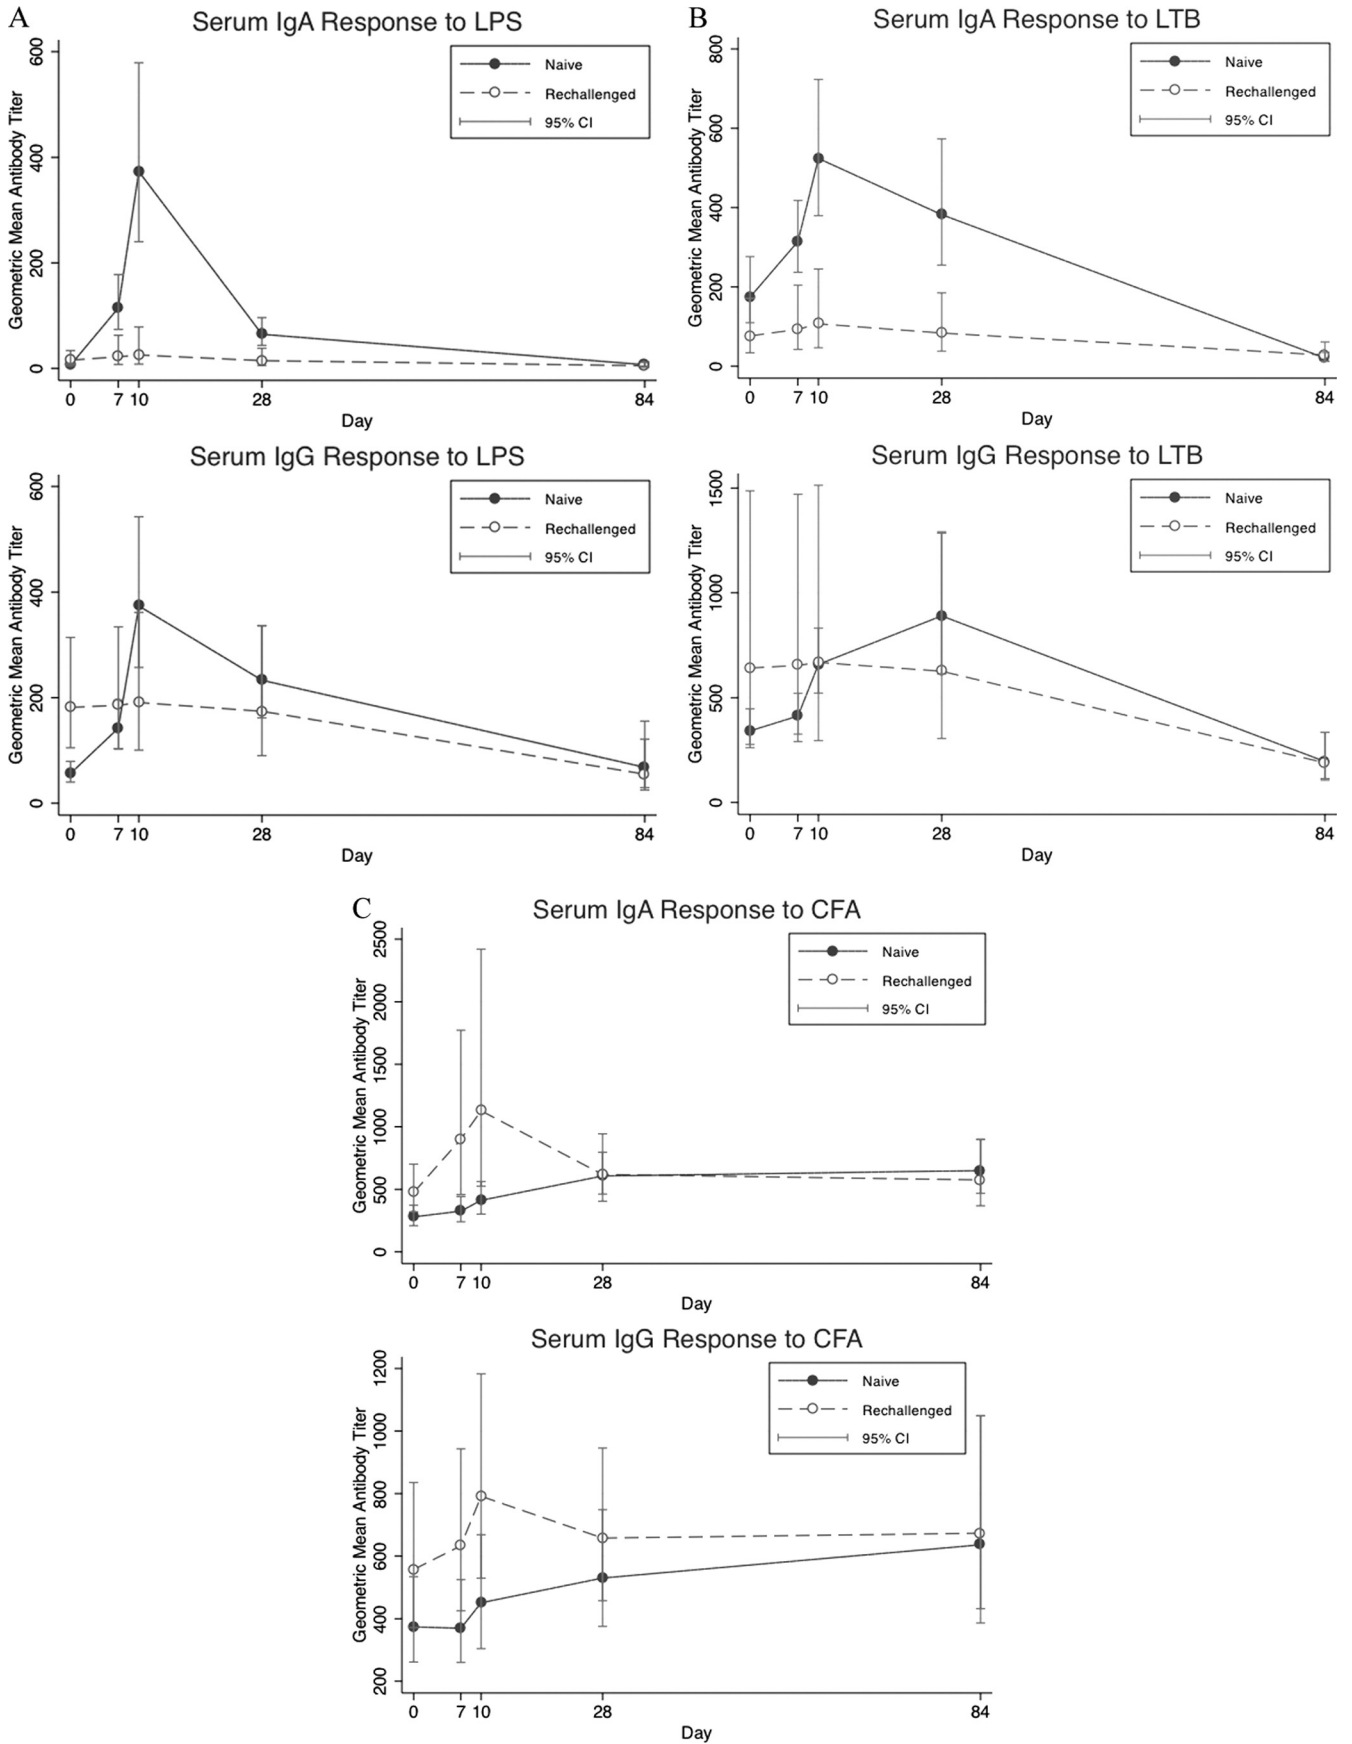 A
Serum IgA Response to LPS
Geometric Mean Antibody Titer
600
400
200
0
Naive
Rechallenged
95% CI
0 7 10 28 84
Day
B
Serum IgA Response to LTB
Geometric Mean Antibody Titer
800
600
400
200
0
Naive
Rechallenged
95% CI
0 7 10 28 84
Day
Serum IgG Response to LPS
Geometric Mean Antibody Titer
600
400
200
0
Naive
Rechallenged
95% CI
0 7 10 28 84
Day
Serum IgG Response to LTB
Geometric Mean Antibody Titer
1500
1000
500
0
Naive
Rechallenged
95% CI
0 7 10 28 84
Day
C
Serum IgA Response to CFA
Geometric Mean Antibody Titer
2500
2000
1500
1000
500
0
Naive
Rechallenged
95% CI
0 7 10 28 84
Day
Serum IgG Response to CFA
Geometric Mean Antibody Titer
1200
1000
800
600
400
200
Naive
Rechallenged
95% CI
0 7 10 28 84
Day